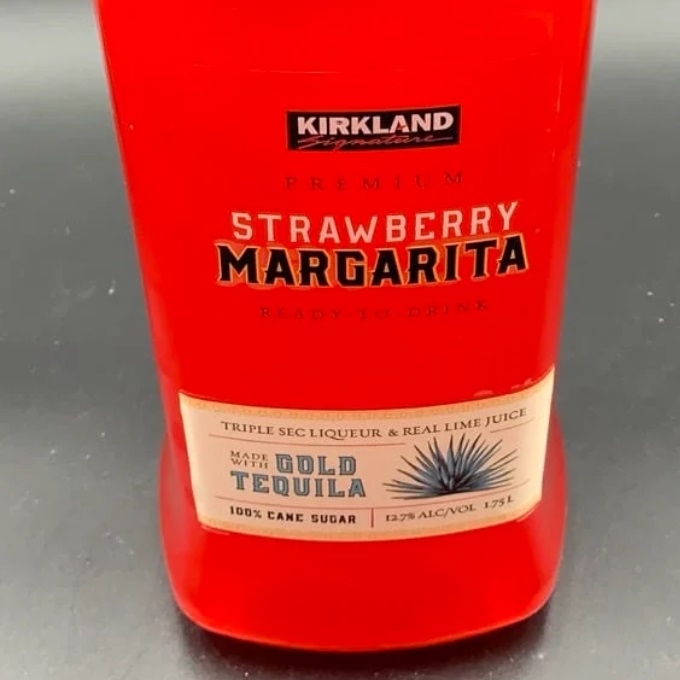 KIRKLAND
Signature
PREMIUM
STRAWBERRY
MARGARITA
READY-TO-DRINK
TRIPLE SEC LIQUEUR & REAL LIME JUICE
MADE WITH GOLD
TEQUILA
100% CANE SUGAR | 12.7% ALC/VOL 1.75 L